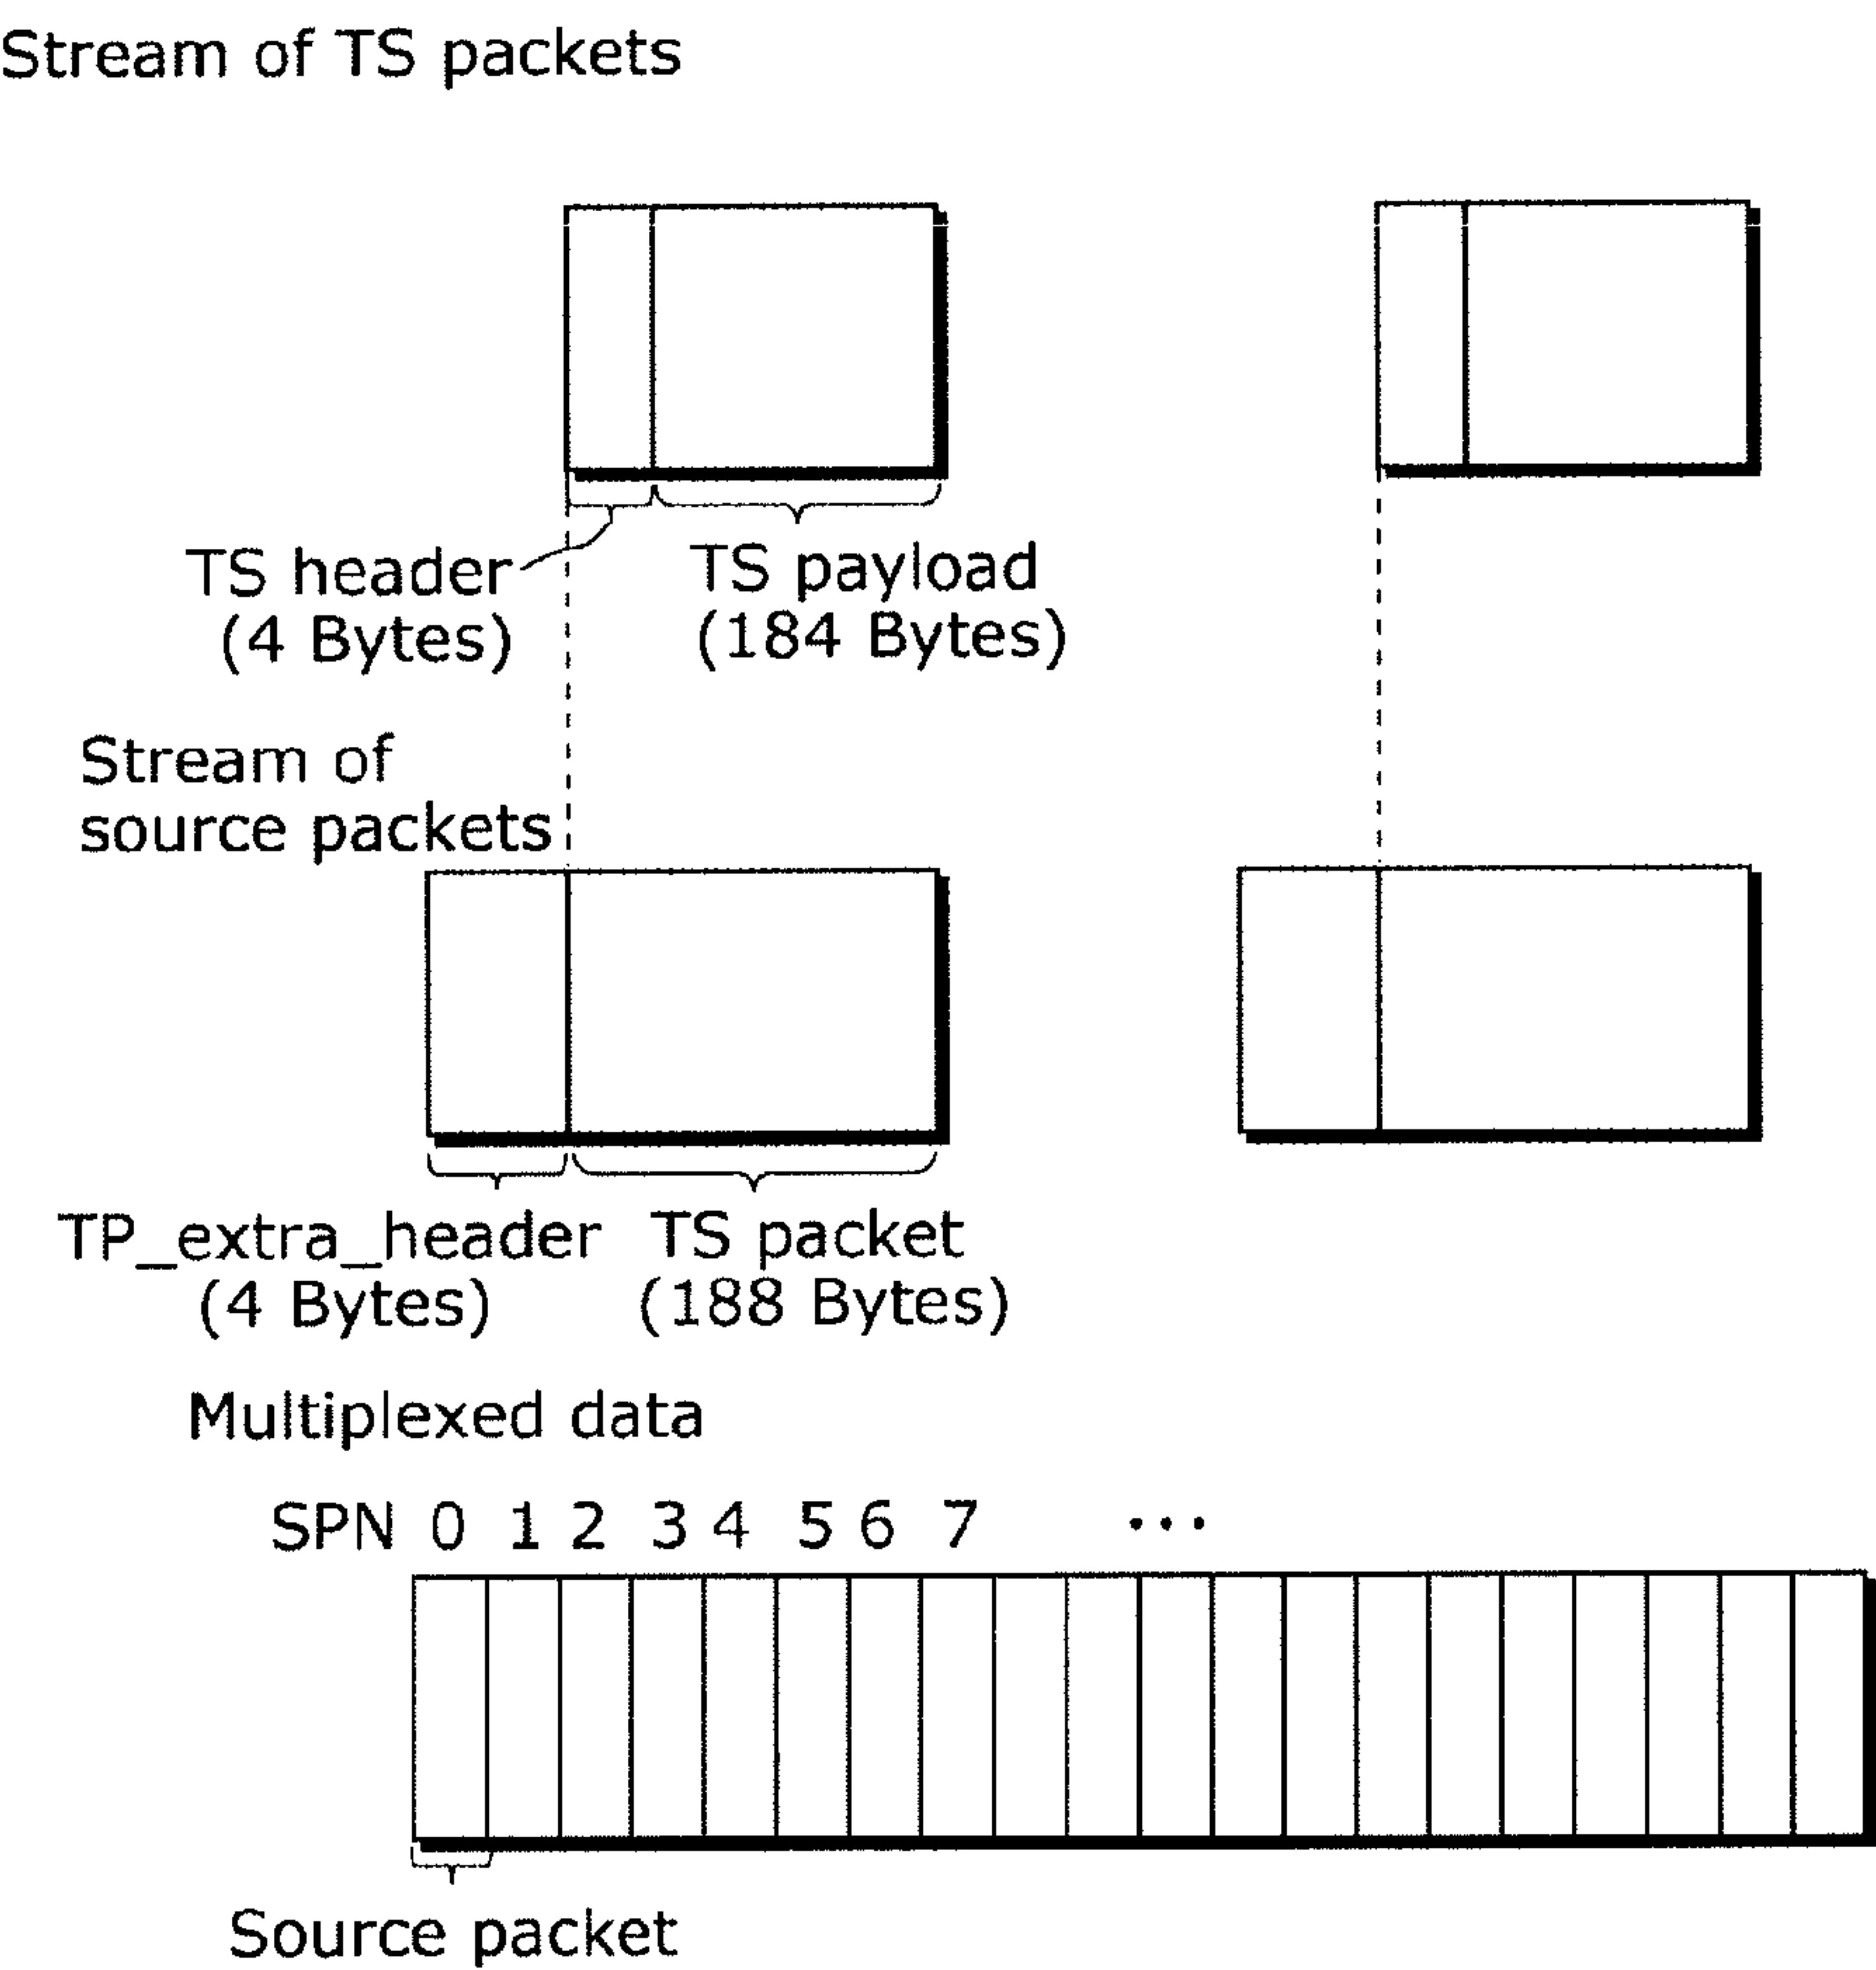 Stream of TS packets
TS header
(4 Bytes)
TS payload
(184 Bytes)
Stream of
source packets
TP_extra_header
(4 Bytes)
TS packet
(188 Bytes)
Multiplexed data
SPN 0 1 2 3 4 5 6 7 ...
Source packet